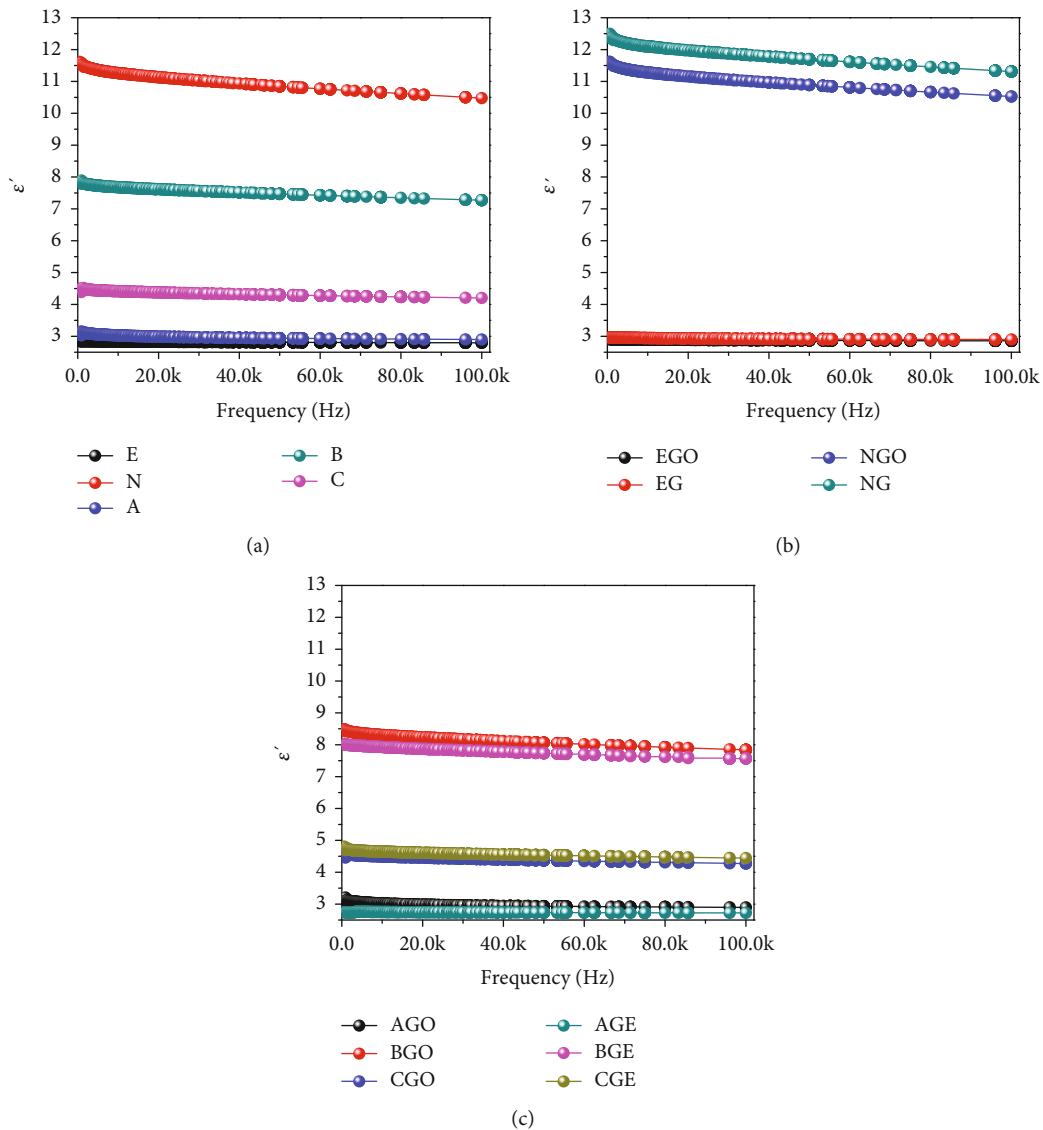 13
12
11
10
9
8
7
6
5
4
3
ε′
0.0 20.0k 40.0k 60.0k 80.0k 100.0k
Frequency (Hz)
E B
N C
A
(a)
13
12
11
10
9
8
7
6
5
4
3
ε′
0.0 20.0k 40.0k 60.0k 80.0k 100.0k
Frequency (Hz)
EGO NGO
EG NG
(b)
13
12
11
10
9
8
7
6
5
4
3
ε′
0.0 20.0k 40.0k 60.0k 80.0k 100.0k
Frequency (Hz)
AGO AGE
BGO BGE
CGO CGE
(c)